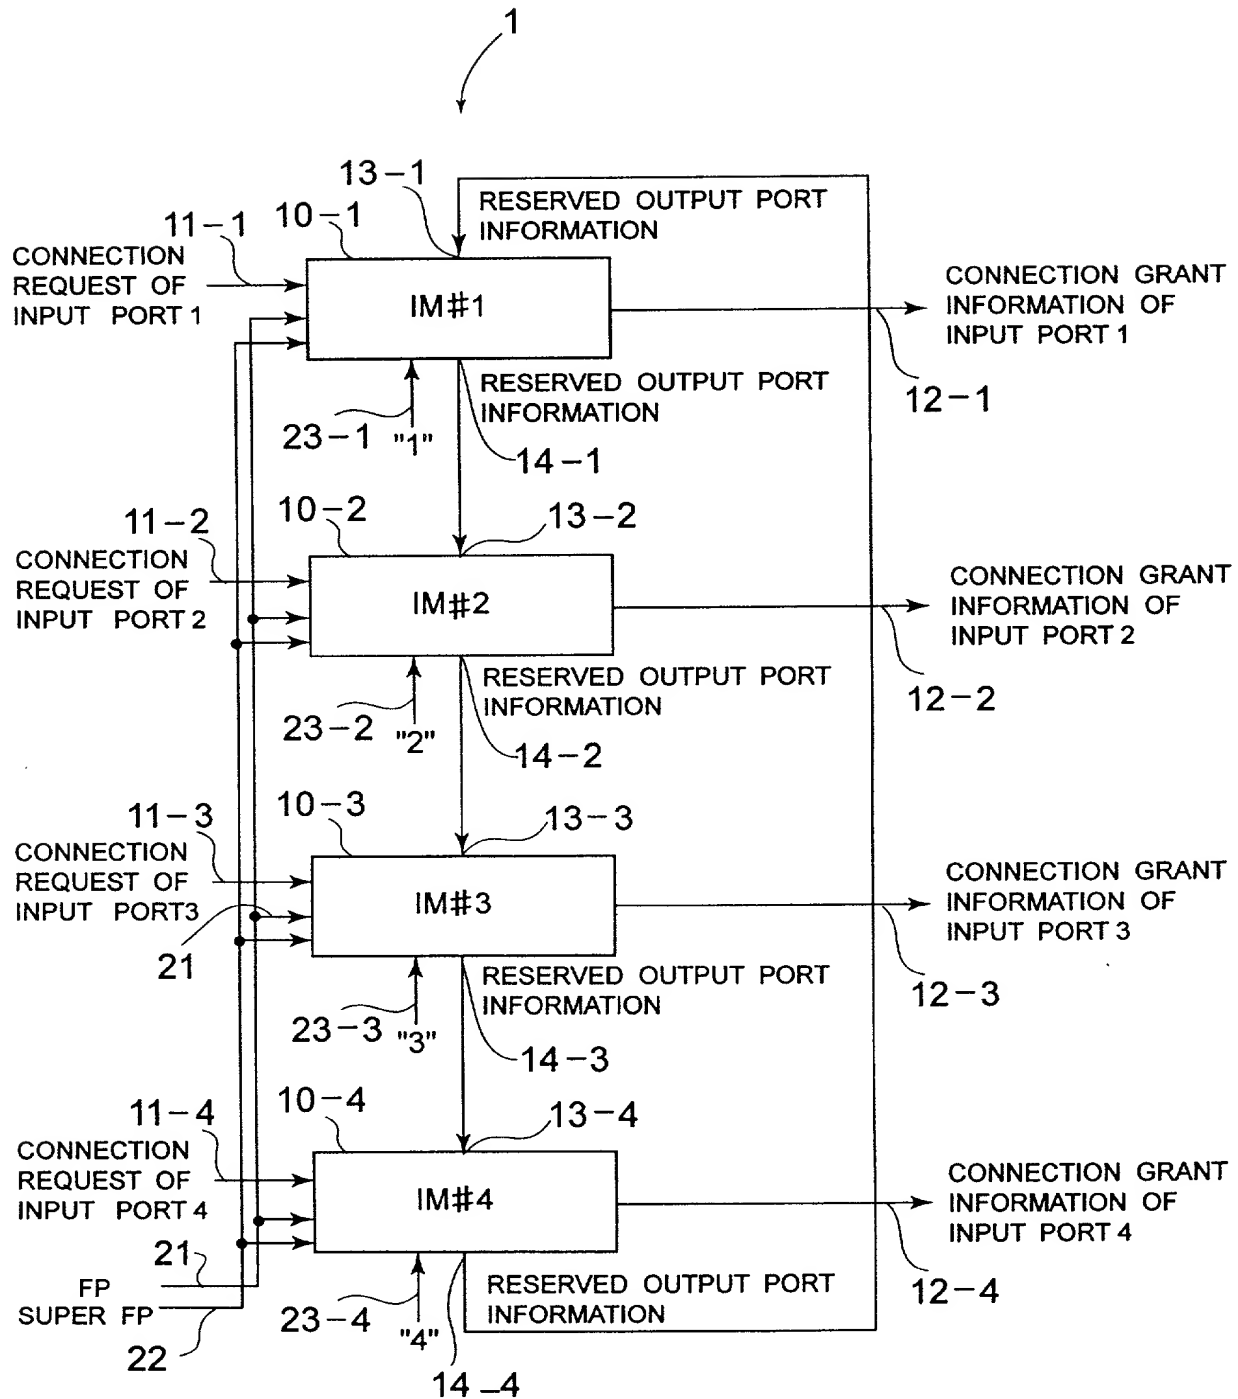 1
13-1
RESERVED OUTPUT PORT
INFORMATION
10-1
11-1
CONNECTION
REQUEST OF
INPUT PORT 1
IM#1
CONNECTION GRANT
INFORMATION OF
INPUT PORT 1
12-1
RESERVED OUTPUT PORT
INFORMATION
23-1
"1"
14-1
10-2
13-2
11-2
CONNECTION
REQUEST OF
INPUT PORT 2
IM#2
CONNECTION GRANT
INFORMATION OF
INPUT PORT 2
12-2
RESERVED OUTPUT PORT
INFORMATION
23-2
"2"
14-2
10-3
13-3
11-3
CONNECTION
REQUEST OF
INPUT PORT3
21
IM#3
CONNECTION GRANT
INFORMATION OF
INPUT PORT 3
12-3
RESERVED OUTPUT PORT
INFORMATION
23-3
"3"
14-3
10-4
13-4
11-4
CONNECTION
REQUEST OF
INPUT PORT 4
IM#4
CONNECTION GRANT
INFORMATION OF
INPUT PORT 4
12-4
21
FP
SUPER FP
22
RESERVED OUTPUT PORT
INFORMATION
23-4
"4"
14-4